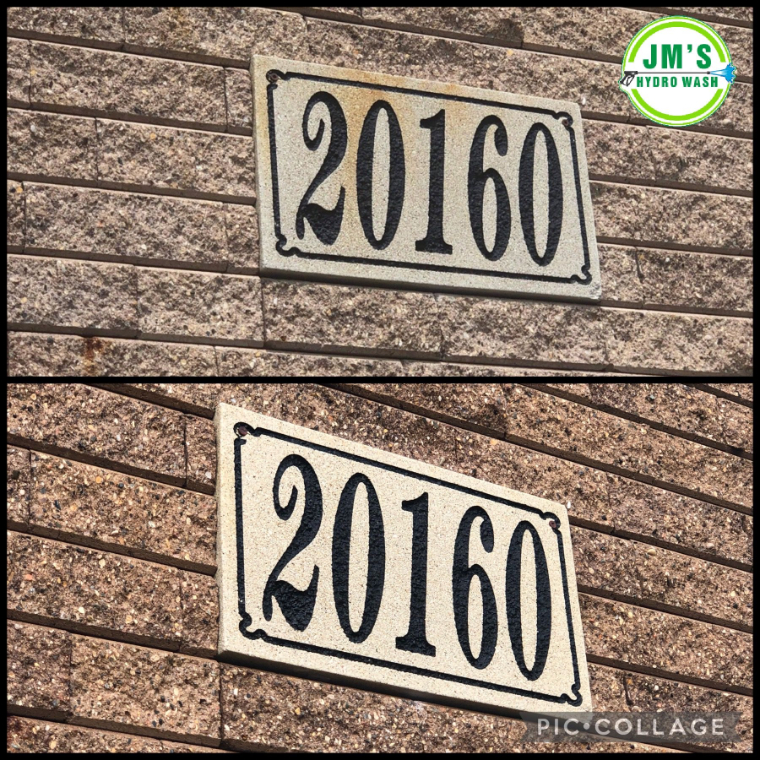 JM'S
HYDRO WASH
20160
20160
PIC•COLLAGE